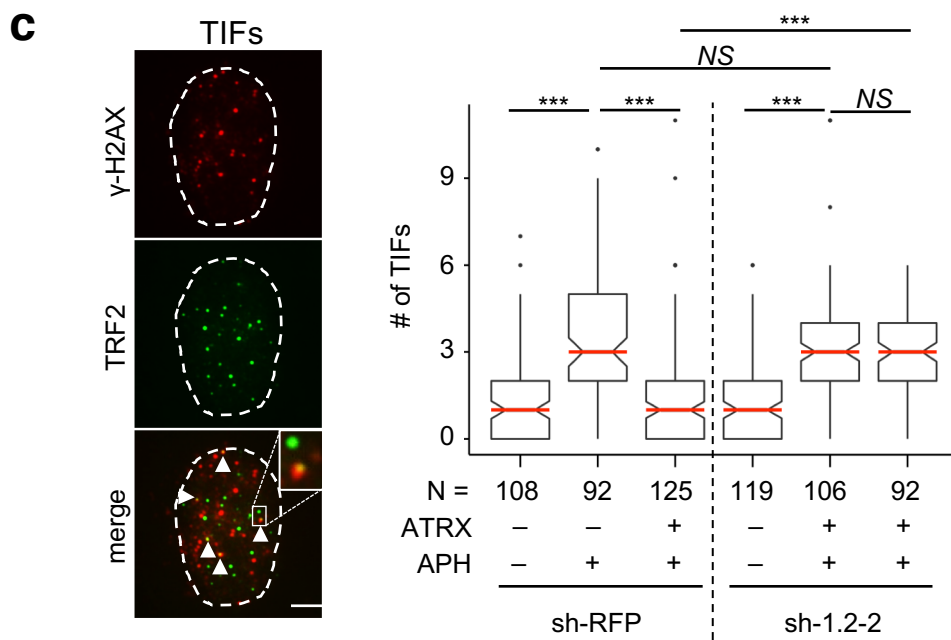 c
TIFs
γ-H2AX
TRF2
merge
***
NS
*** *** *** NS
# of TIFs
9
6
3
0
N = 108 92 125 119 106 92
ATRX – – + – + +
APH – + + – + +
sh-RFP sh-1.2-2